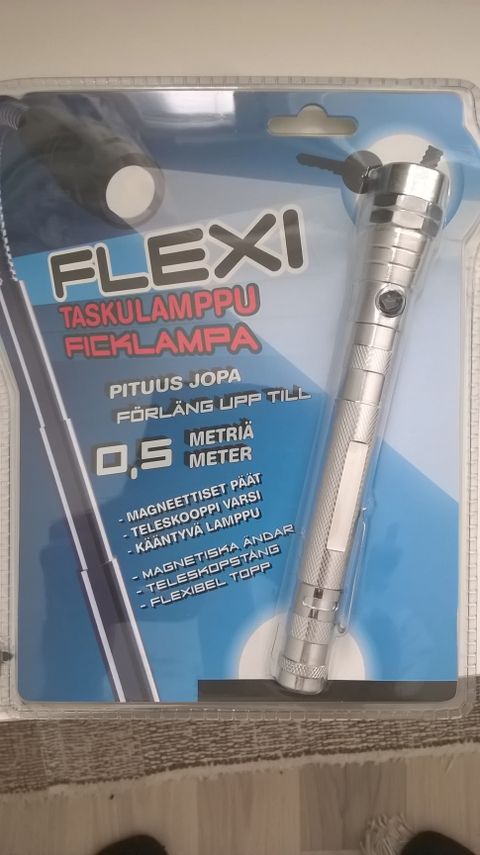 FLEXI
TASKULAMPPU
FICKLAMPA
PITUUS JOPA
FÖRLÄNG UPP TILL
0,5 METRIÄ
METER
- MAGNEETTISET PÄÄT
- TELESKOOPPI VARSI
- KÄÄNTYVÄ LAMPPU
- MAGNETISKA ÄNDAR
- TELESKOPSTÅNG
- FLEXIBEL TOPP